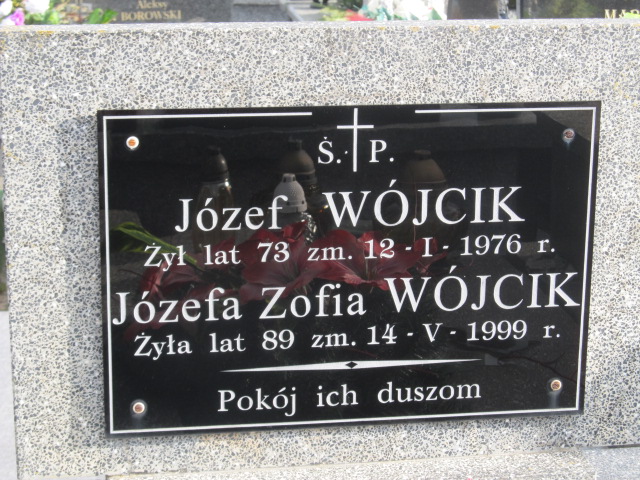 Aleksy
BOROWSKI
Ś. P.
Józef WÓJCIK
Żył lat 73 zm. 12 - I - 1976 r.
Józefa Zofia WÓJCIK
Żyła lat 89 zm. 14 - V - 1999 r.
Pokój ich duszom